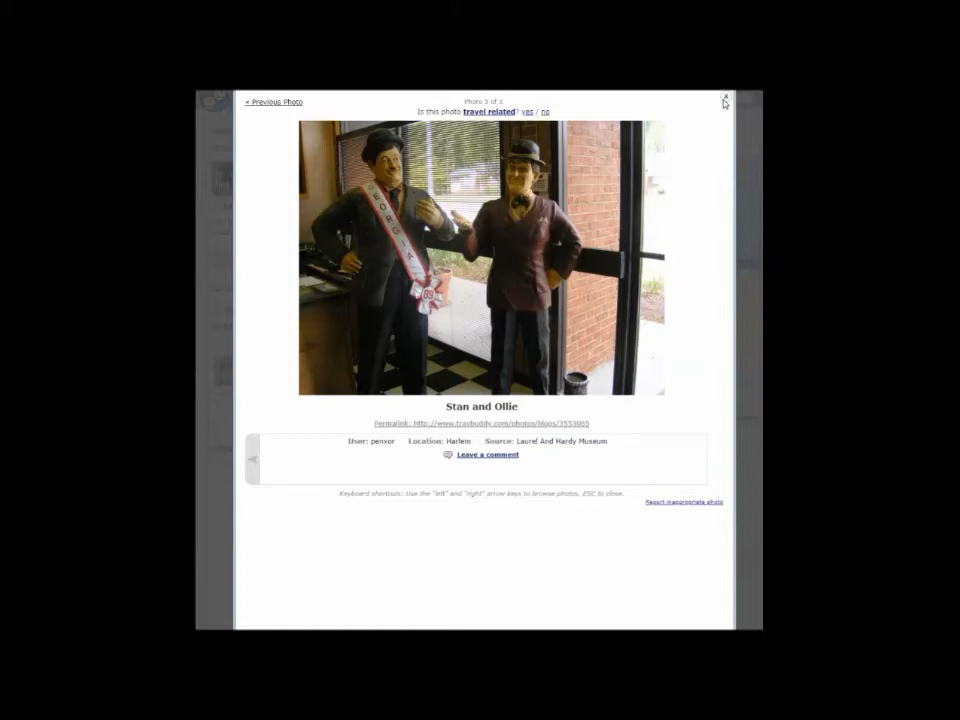 « Previous Photo
Photo 3 of 3
Is this photo travel related? yes / no
GEORGIA
Stan and Ollie
Permalink: http://www.travbuddy.com/photos/blogs/3553065
User: penxor Location: Harlem Source: Laurel And Hardy Museum
Leave a comment
Keyboard shortcuts: Use the "left" and "right" arrow keys to browse photos, ESC to close.
Report inappropriate photo